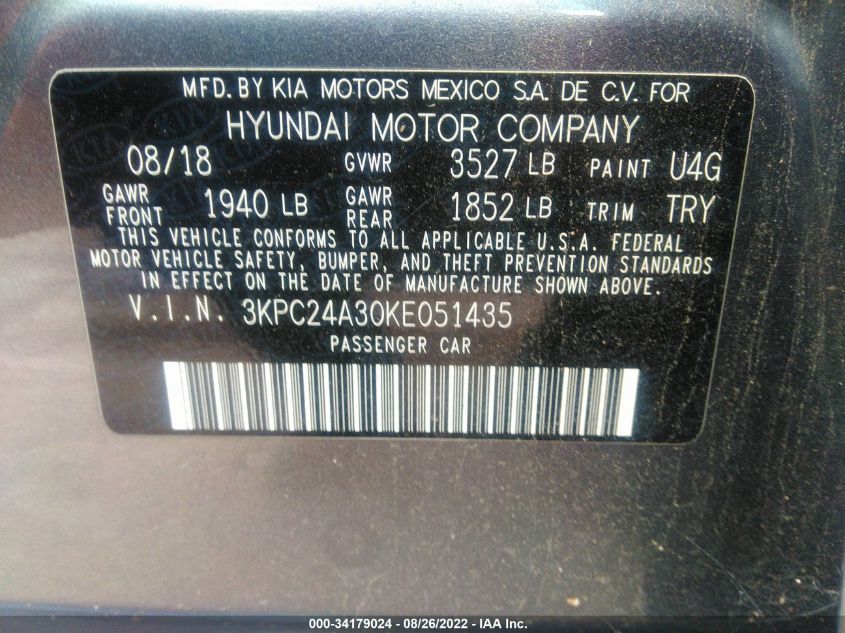 MFD. BY KIA MOTORS MEXICO S.A. DE C.V. FOR
HYUNDAI MOTOR COMPANY
08/18 GVWR 3527 LB PAINT U4G
GAWR FRONT 1940 LB GAWR REAR 1852 LB TRIM TRY
THIS VEHICLE CONFORMS TO ALL APPLICABLE U.S.A. FEDERAL
MOTOR VEHICLE SAFETY, BUMPER, AND THEFT PREVENTION STANDARDS
IN EFFECT ON THE DATE OF MANUFACTURE SHOWN ABOVE.
V.I.N. 3KPC24A30KE051435
PASSENGER CAR
000-34179024 - 08/26/2022 - IAA Inc.